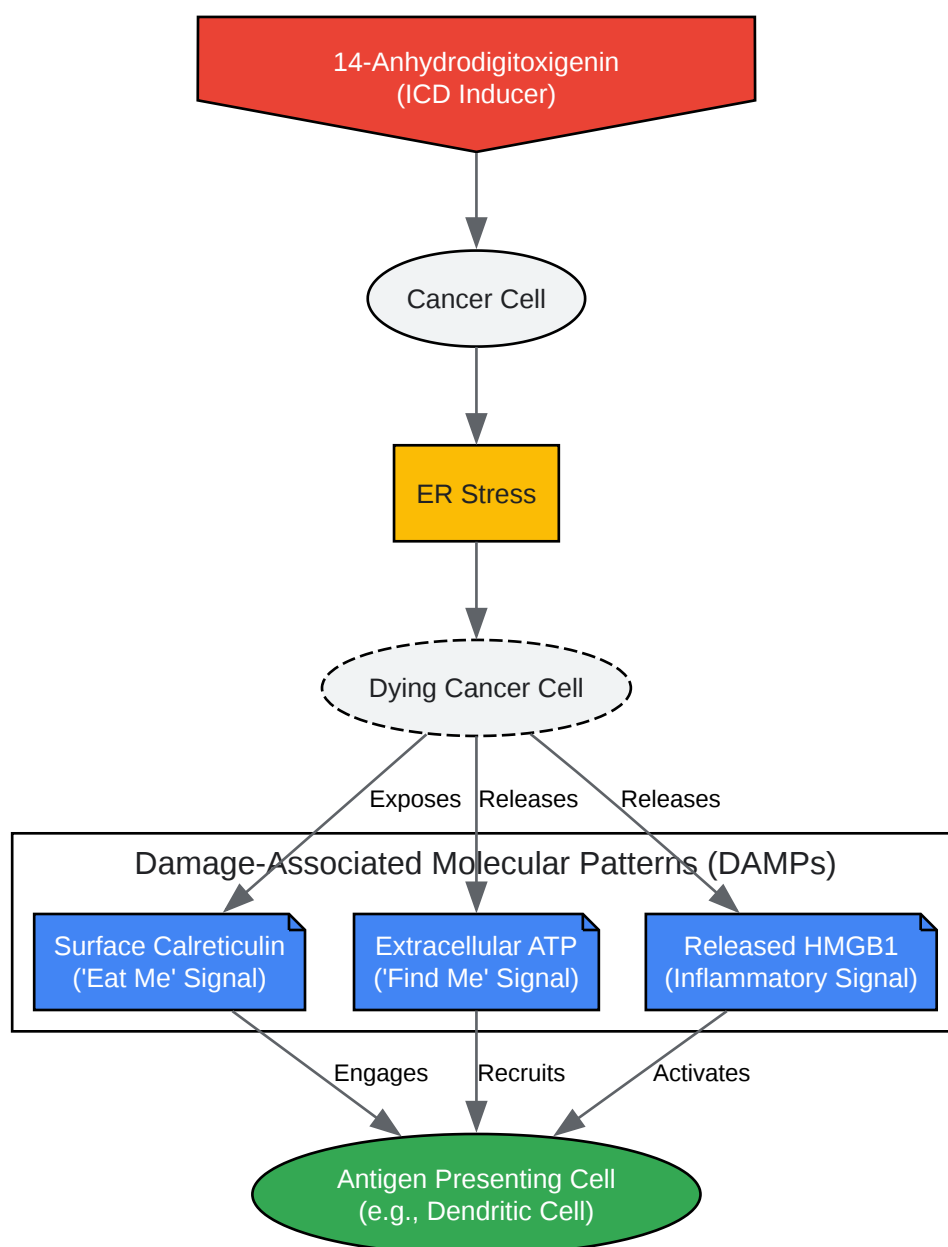 14-Anhydrodigitoxigenin
(ICD Inducer)
Cancer Cell
ER Stress
Dying Cancer Cell
Exposes
Releases
Releases
Damage-Associated Molecular Patterns (DAMPs)
Surface Calreticulin
('Eat Me' Signal)
Extracellular ATP
('Find Me' Signal)
Released HMGB1
(Inflammatory Signal)
Engages
Recruits
Activates
Antigen Presenting Cell
(e.g., Dendritic Cell)